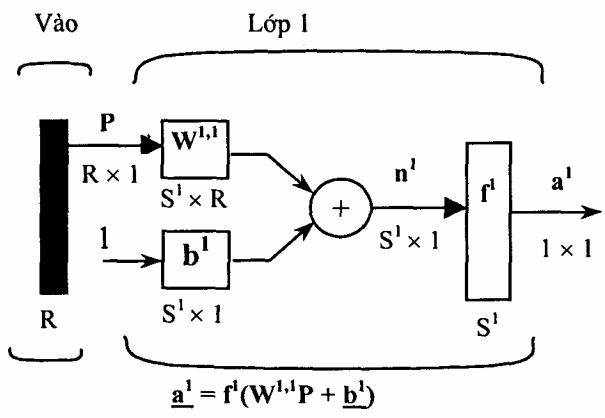 Vào Lớp 1
P W¹,¹ n¹ f¹ a¹
R × 1 S¹ × R + S¹ × 1 1 × 1
1 b¹
R S¹ × 1 S¹
a¹ = f¹(W¹,¹P + b¹)